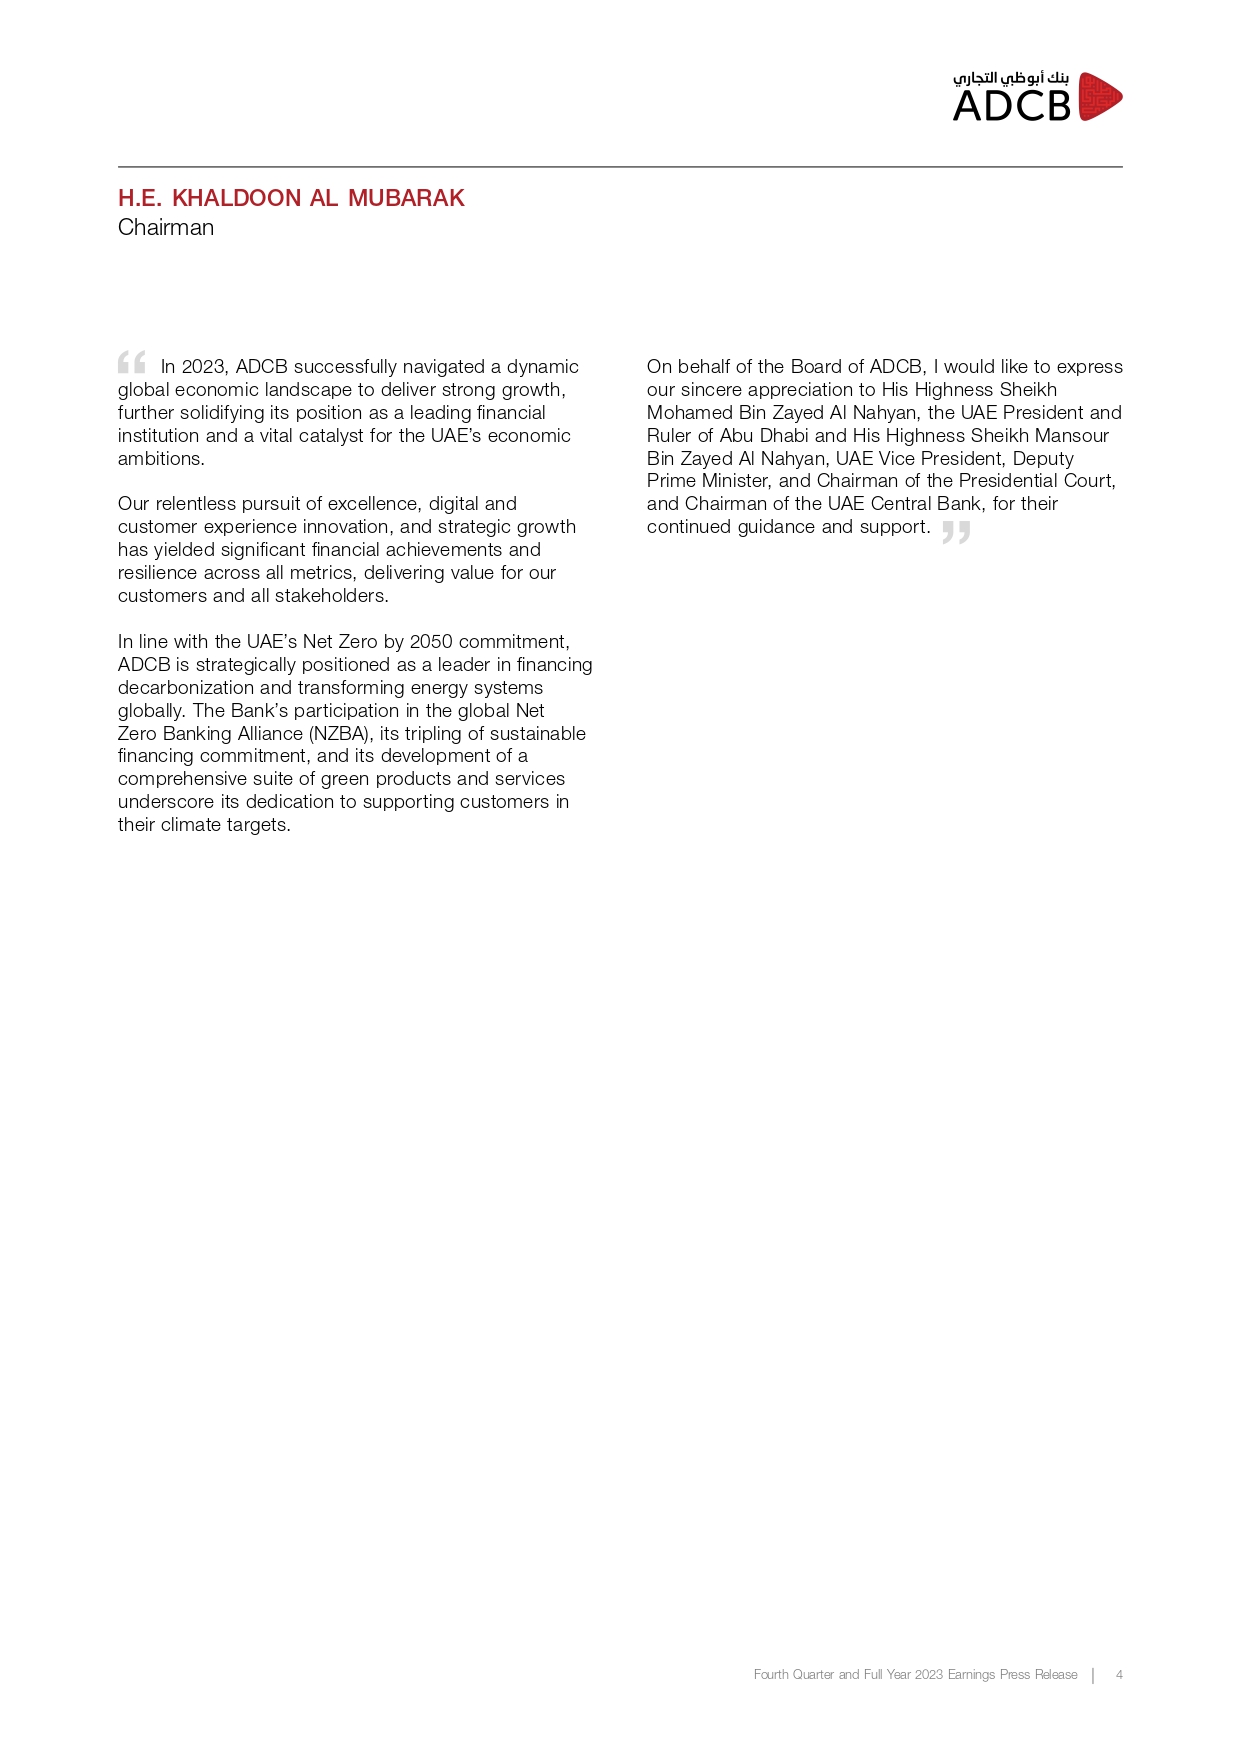 بنك أبوظبي التجاري
ADCB
H.E. KHALDOON AL MUBARAK
Chairman
“ In 2023, ADCB successfully navigated a dynamic
global economic landscape to deliver strong growth,
further solidifying its position as a leading financial
institution and a vital catalyst for the UAE’s economic
ambitions.
Our relentless pursuit of excellence, digital and
customer experience innovation, and strategic growth
has yielded significant financial achievements and
resilience across all metrics, delivering value for our
customers and all stakeholders.
In line with the UAE’s Net Zero by 2050 commitment,
ADCB is strategically positioned as a leader in financing
decarbonization and transforming energy systems
globally. The Bank’s participation in the global Net
Zero Banking Alliance (NZBA), its tripling of sustainable
financing commitment, and its development of a
comprehensive suite of green products and services
underscore its dedication to supporting customers in
their climate targets.
On behalf of the Board of ADCB, I would like to express
our sincere appreciation to His Highness Sheikh
Mohamed Bin Zayed Al Nahyan, the UAE President and
Ruler of Abu Dhabi and His Highness Sheikh Mansour
Bin Zayed Al Nahyan, UAE Vice President, Deputy
Prime Minister, and Chairman of the Presidential Court,
and Chairman of the UAE Central Bank, for their
continued guidance and support. ”
Fourth Quarter and Full Year 2023 Earnings Press Release | 4